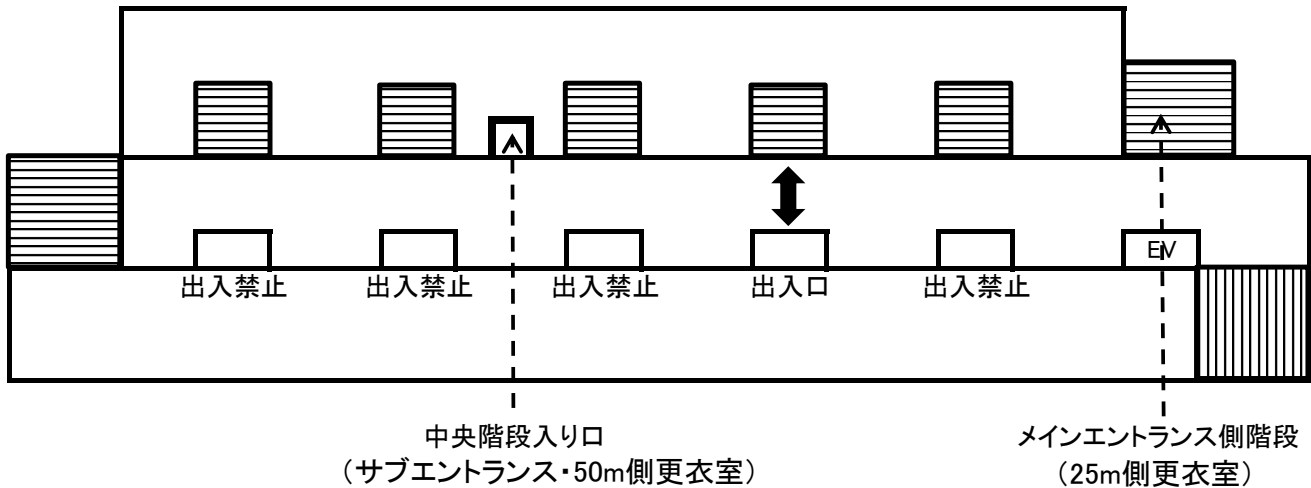 EV
出入禁止 出入禁止 出入禁止 出入口 出入禁止
中央階段入り口
（サブエントランス・50m側更衣室）
メインエントランス側階段
（25m側更衣室）